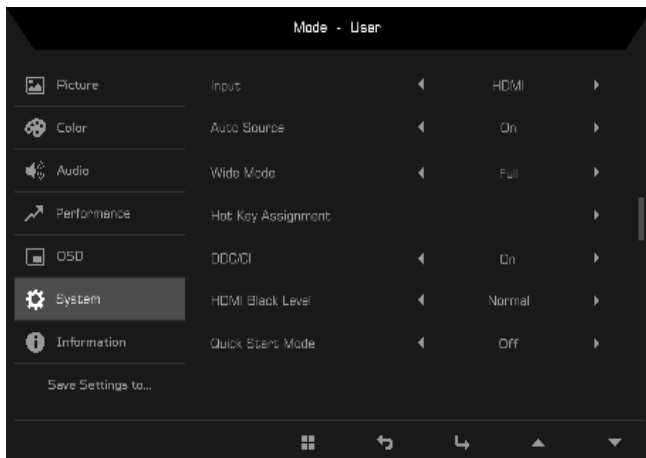 Mode - User
Picture
Input HDMI
Color
Auto Source On
Audio
Wide Mode Full
Performance
Hot Key Assignment
OSD
DDC/CI On
System
HDMI Black Level Normal
Information
Quick Start Mode Off
Save Settings to...